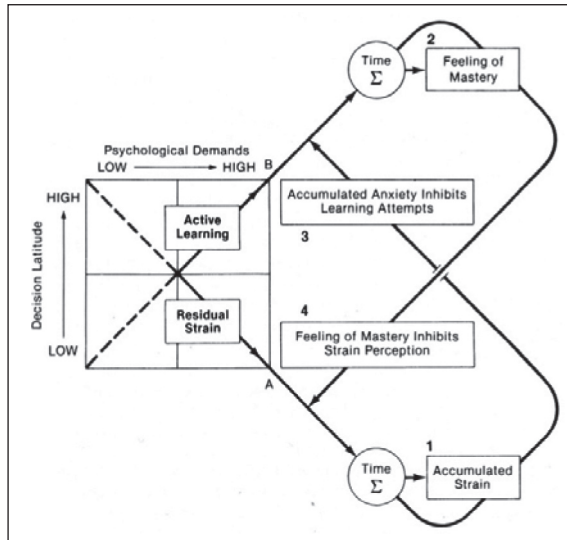 2
Time
Σ
Feeling of
Mastery
Psychological Demands
LOW HIGH
B
HIGH
Decision Latitude
LOW
Active
Learning
Residual
Strain
Accumulated Anxiety Inhibits
Learning Attempts
3
4
Feeling of Mastery Inhibits
Strain Perception
A
1
Time
Σ
Accumulated
Strain